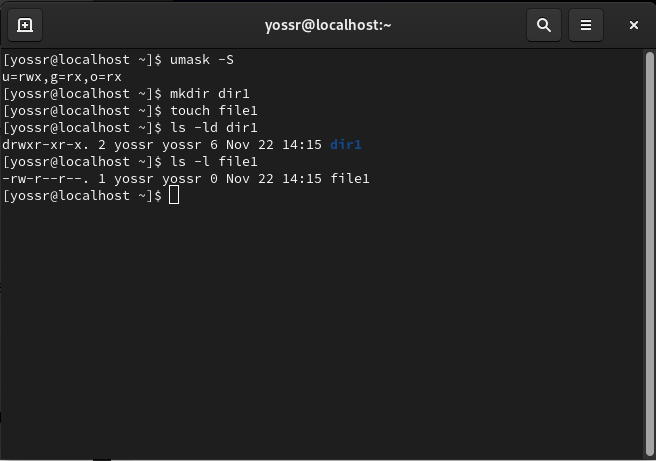 yossr@localhost:~
[yossr@localhost ~]$ umask -S
u=rwx,g=rx,o=rx
[yossr@localhost ~]$ mkdir dir1
[yossr@localhost ~]$ touch file1
[yossr@localhost ~]$ ls -ld dir1
drwxr-xr-x. 2 yossr yossr 6 Nov 22 14:15 dir1
[yossr@localhost ~]$ ls -l file1
-rw-r--r--. 1 yossr yossr 0 Nov 22 14:15 file1
[yossr@localhost ~]$